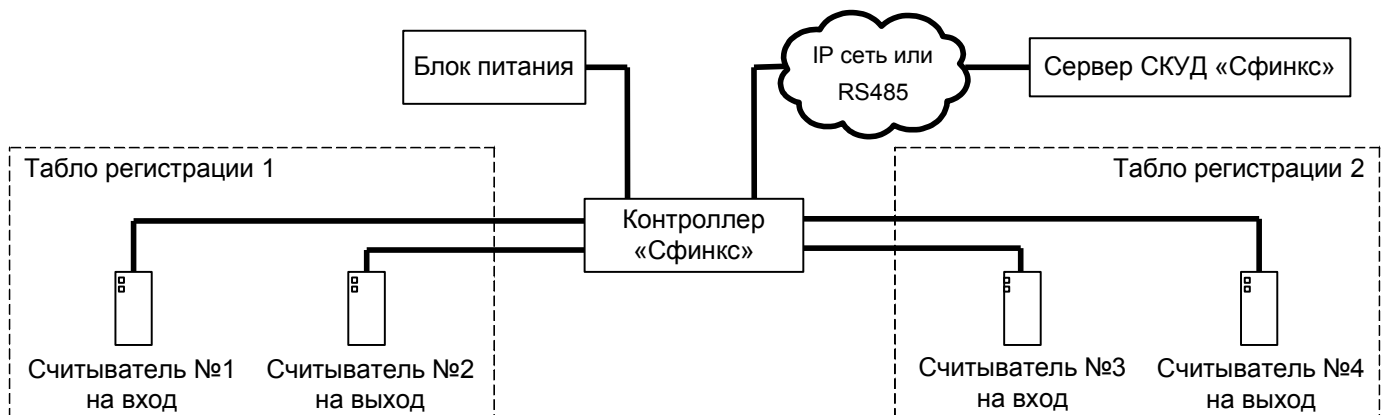 Блок питания
IP сеть или
RS485
Сервер СКУД «Сфинкс»
Табло регистрации 1
Табло регистрации 2
Контроллер
«Сфинкс»
Считыватель №1
на вход
Считыватель №2
на выход
Считыватель №3
на вход
Считыватель №4
на выход